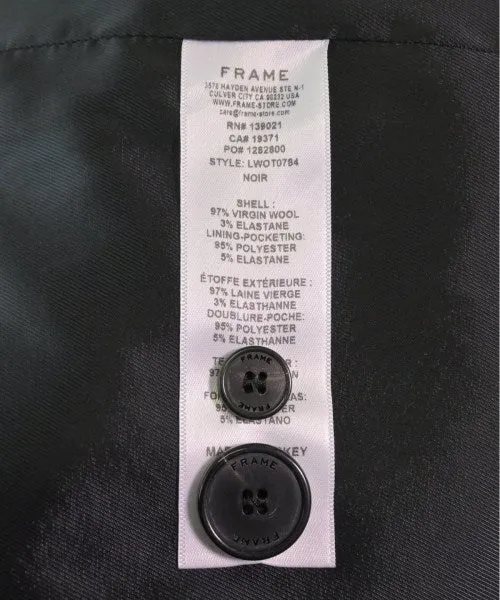 FRAME
3578 HAYDEN AVENUE STE N-1
CULVER CITY CA 90232 USA
WWW.FRAME-STORE.COM
care@frame-store.com
RN# 139021
CA# 19371
PO# 1282800
STYLE: LWOT0784
NOIR
SHELL:
97% VIRGIN WOOL
3% ELASTANE
LINING-POCKETING:
95% POLYESTER
5% ELASTANE
ÉTOFFE EXTÉRIEURE :
97% LAINE VIERGE
3% ELASTHANNE
DOUBLURE-POCHE:
95% POLYESTER
5% ELASTHANNE
FRAME
FRAME
5% ELASTANO
FRAME
FRAME